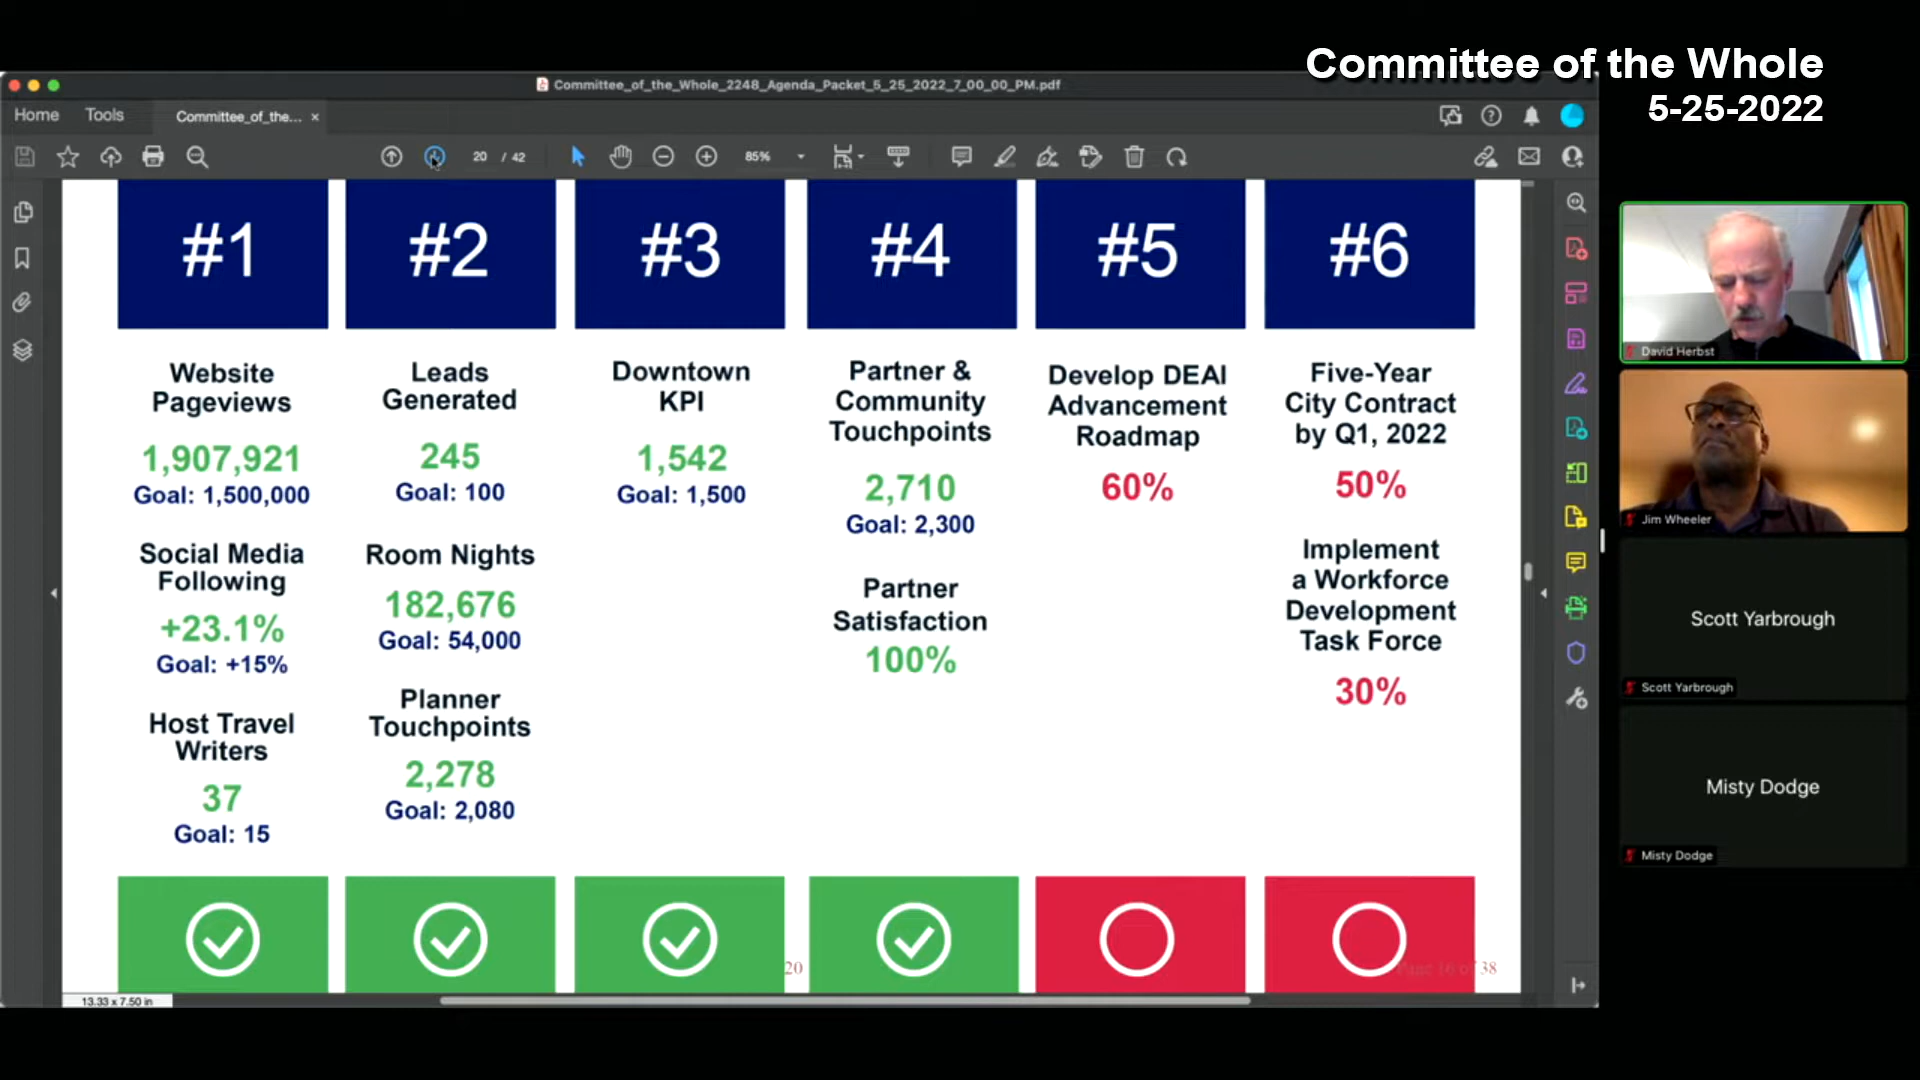 Committee of the Whole
5-25-2022
Committee_of_the_Whole_2248_Agenda_Packet_5_25_2022_7_00_00_PM.pdf
Home
Tools
Committee_of_the... ×
20 / 42
85%
#1
#2
#3
#4
#5
#6
Website
Pageviews
1,907,921
Goal: 1,500,000
Social Media
Following
+23.1%
Goal: +15%
Host Travel
Writers
37
Goal: 15
Leads
Generated
245
Goal: 100
Room Nights
182,676
Goal: 54,000
Planner
Touchpoints
2,278
Goal: 2,080
Downtown
KPI
1,542
Goal: 1,500
Partner &
Community
Touchpoints
2,710
Goal: 2,300
Partner
Satisfaction
100%
Develop DEAI
Advancement
Roadmap
60%
Five-Year
City Contract
by Q1, 2022
50%
Implement
a Workforce
Development
Task Force
30%
20
of 38
13.33 x 7.50 in
David Herbst
Jim Wheeler
Scott Yarbrough
Scott Yarbrough
Misty Dodge
Misty Dodge